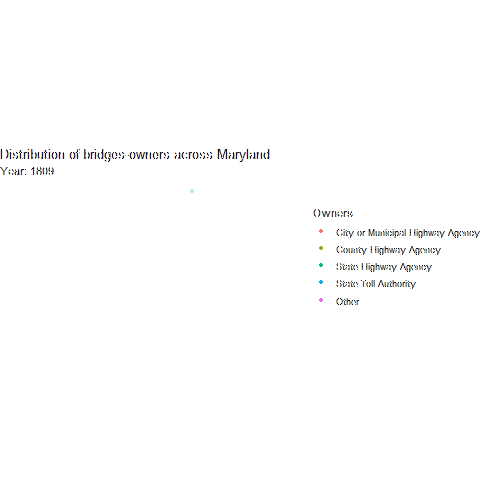 Distribution of bridges owners across Maryland
Year: 1809
Owners
City or Municipal Highway Agency
County Highway Agency
State Highway Agency
State Toll Authority
Other